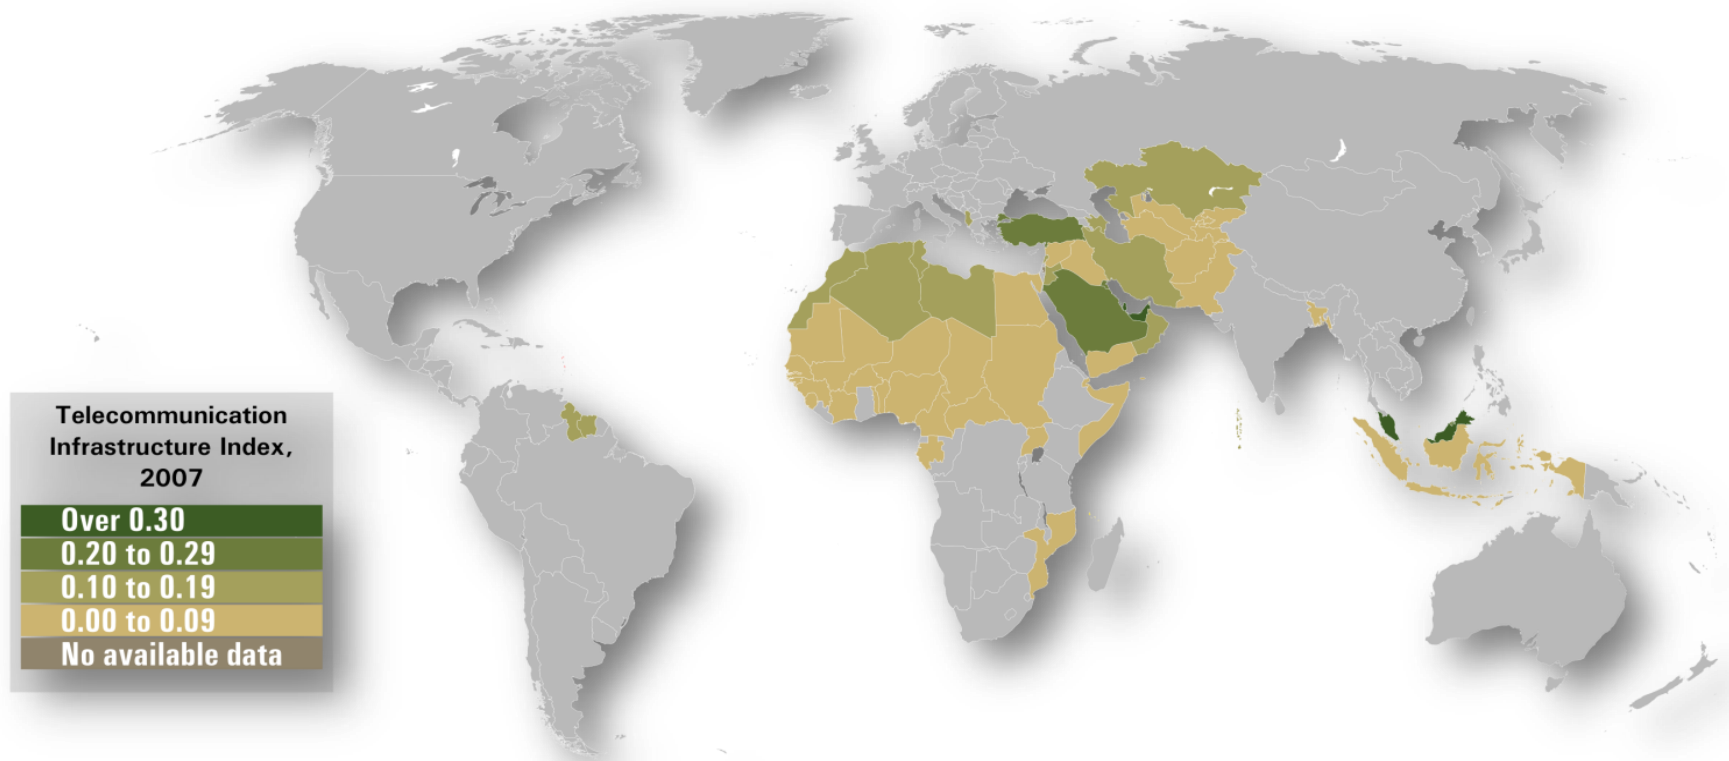 Telecommunication
Infrastructure Index,
2007
Over 0.30
0.20 to 0.29
0.10 to 0.19
0.00 to 0.09
No available data